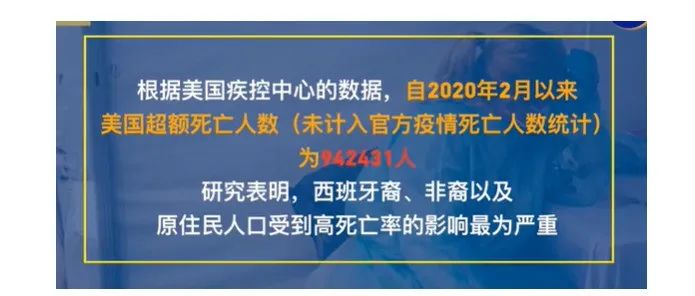 根据美国疾控中心的数据，自2020年2月以来
美国超额死亡人数（未计入官方疫情死亡人数统计）
为942431人
研究表明，西班牙裔、非裔以及
原住民人口受到高死亡率的影响最为严重